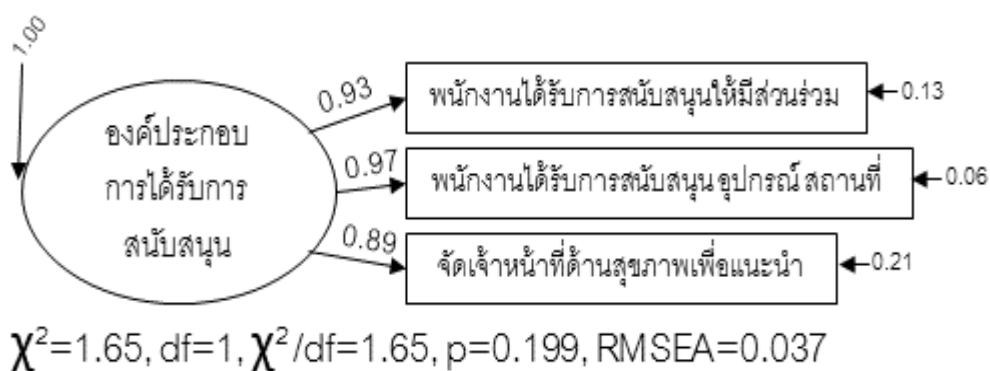 1.00
องค์ประกอบ
การได้รับการ
สนับสนุน
0.93
พนักงานได้รับการสนับสนุนให้มีส่วนร่วม
0.13
0.97
พนักงานได้รับการสนับสนุน อุปกรณ์ สถานที่
0.06
0.89
จัดเจ้าหน้าที่ด้านสุขภาพเพื่อแนะนำ
0.21
χ²=1.65, df=1, χ²/df=1.65, p=0.199, RMSEA=0.037